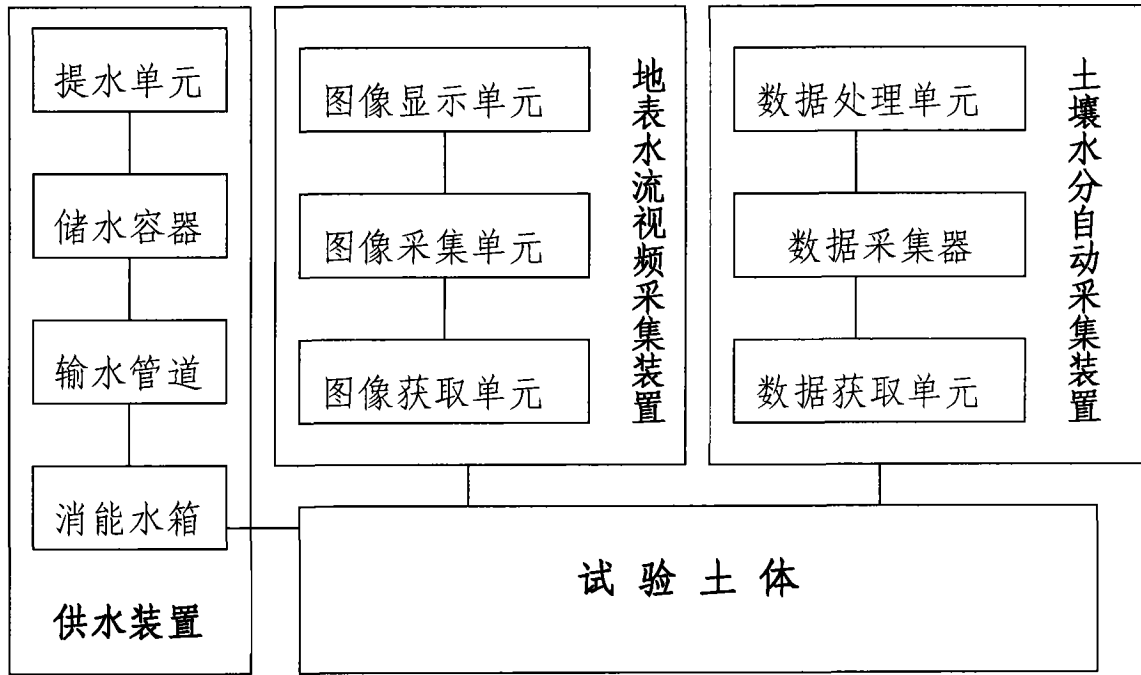 提水单元
储水容器
输水管道
消能水箱
供水装置
图像显示单元
图像采集单元
图像获取单元
地表水流视频采集装置
数据处理单元
数据采集器
数据获取单元
土壤水分自动采集装置
试验土体